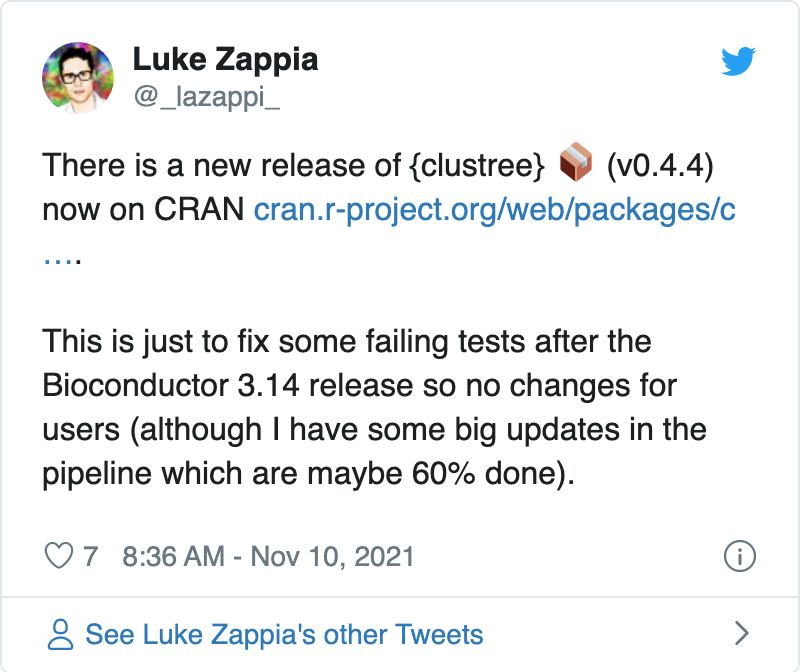 Luke Zappia
@_lazappi_
There is a new release of {clustree} 📦 (v0.4.4)
now on CRAN cran.r-project.org/web/packages/c
….
This is just to fix some failing tests after the
Bioconductor 3.14 release so no changes for
users (although I have some big updates in the
pipeline which are maybe 60% done).
7 8:36 AM - Nov 10, 2021
See Luke Zappia's other Tweets